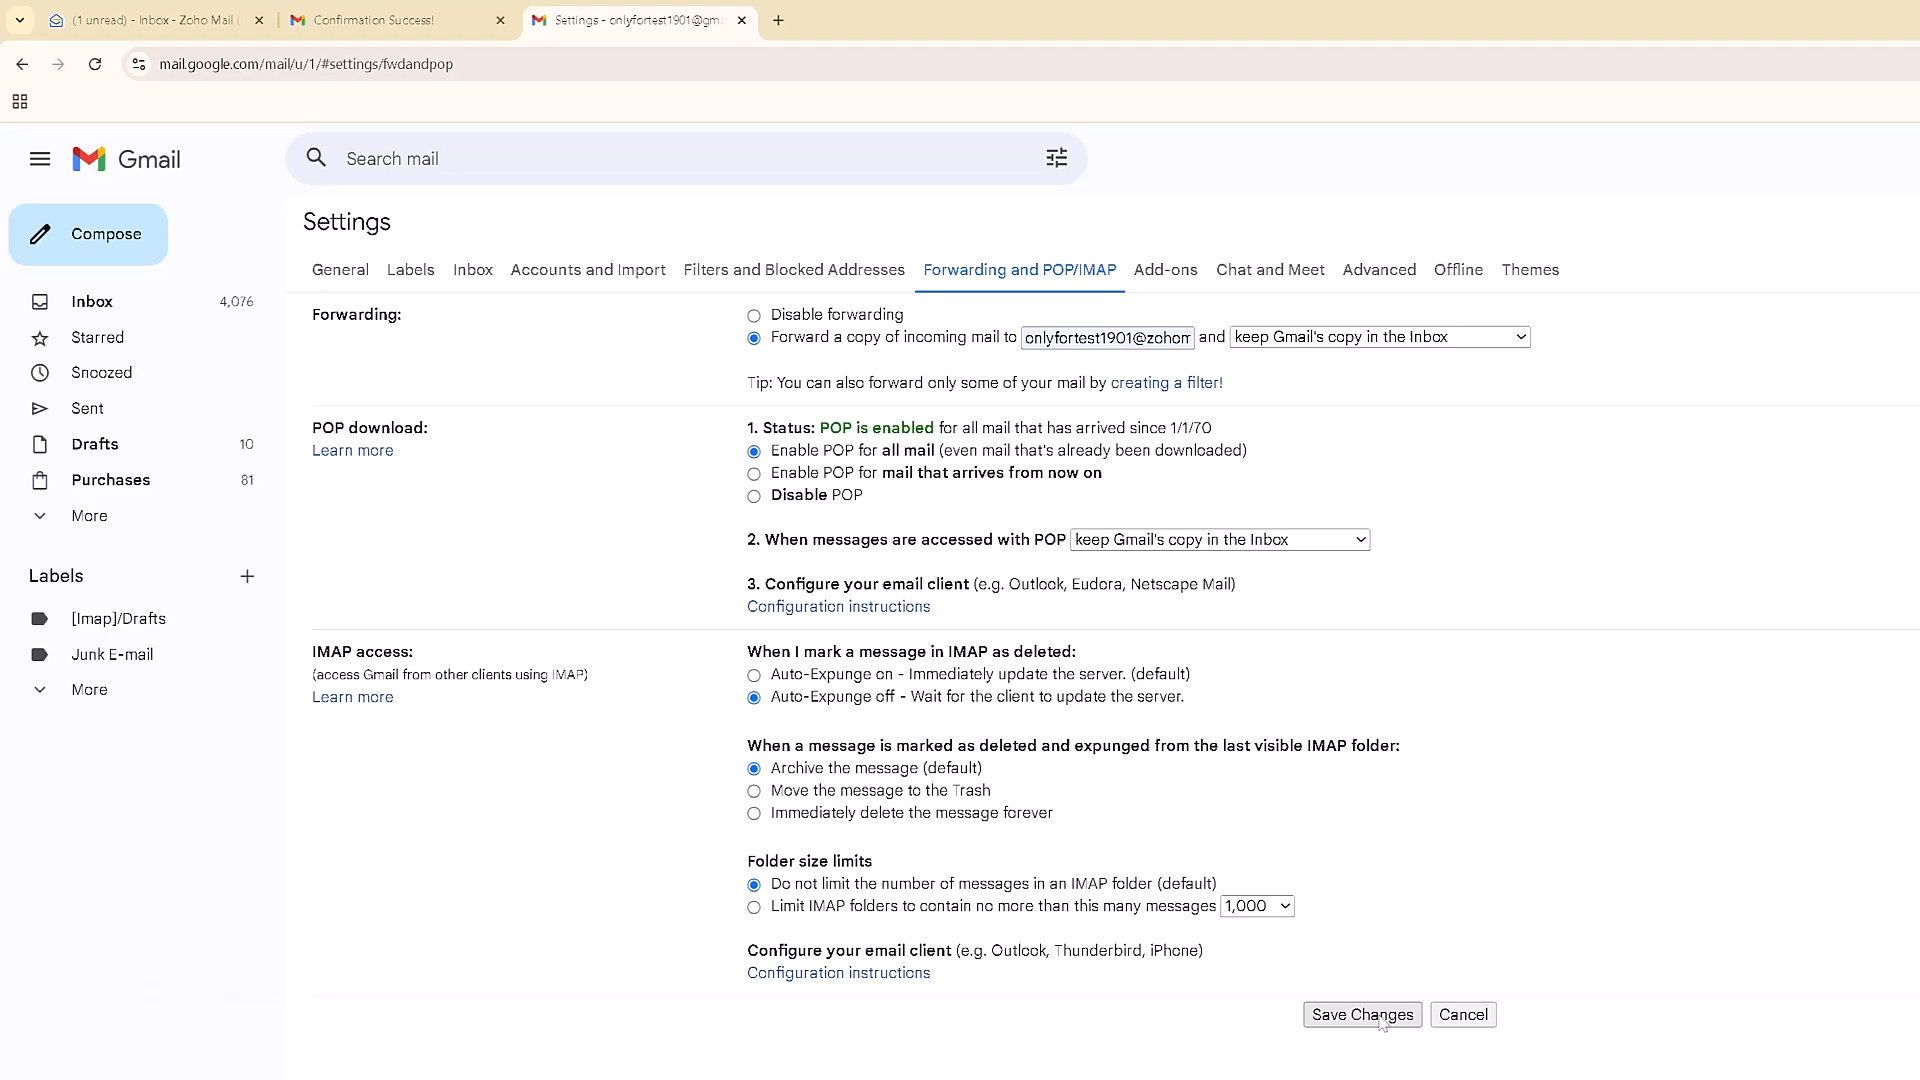 (1 unread) - Inbox - Zoho Mail (
Confirmation Success!
Settings - onlyfortest1901@gm
mail.google.com/mail/u/1/#settings/fwdandpop
Gmail
Search mail
Compose
Settings
General Labels Inbox Accounts and Import Filters and Blocked Addresses Forwarding and POP/IMAP Add-ons Chat and Meet Advanced Offline Themes
Inbox 4,076
Starred
Snoozed
Sent
Drafts 10
Purchases 81
More
Labels
[Imap]/Drafts
Junk E-mail
More
Forwarding:
Disable forwarding
Forward a copy of incoming mail to onlyfortest1901@zohom and keep Gmail's copy in the Inbox
Tip: You can also forward only some of your mail by creating a filter!
POP download:
Learn more
1. Status: POP is enabled for all mail that has arrived since 1/1/70
Enable POP for all mail (even mail that's already been downloaded)
Enable POP for mail that arrives from now on
Disable POP
2. When messages are accessed with POP keep Gmail's copy in the Inbox
3. Configure your email client (e.g. Outlook, Eudora, Netscape Mail)
Configuration instructions
IMAP access:
(access Gmail from other clients using IMAP)
Learn more
When I mark a message in IMAP as deleted:
Auto-Expunge on - Immediately update the server. (default)
Auto-Expunge off - Wait for the client to update the server.
When a message is marked as deleted and expunged from the last visible IMAP folder:
Archive the message (default)
Move the message to the Trash
Immediately delete the message forever
Folder size limits
Do not limit the number of messages in an IMAP folder (default)
Limit IMAP folders to contain no more than this many messages 1,000
Configure your email client (e.g. Outlook, Thunderbird, iPhone)
Configuration instructions
Save Changes Cancel